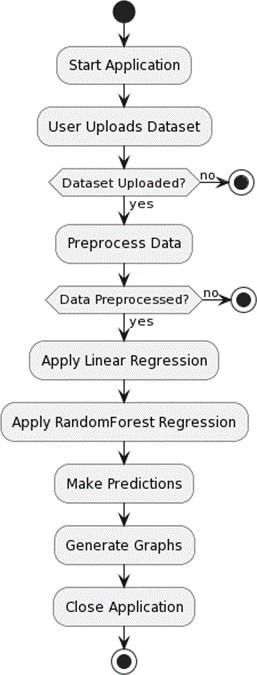 Start Application
User Uploads Dataset
Dataset Uploaded?
no
yes
Preprocess Data
Data Preprocessed?
no
yes
Apply Linear Regression
Apply RandomForest Regression
Make Predictions
Generate Graphs
Close Application